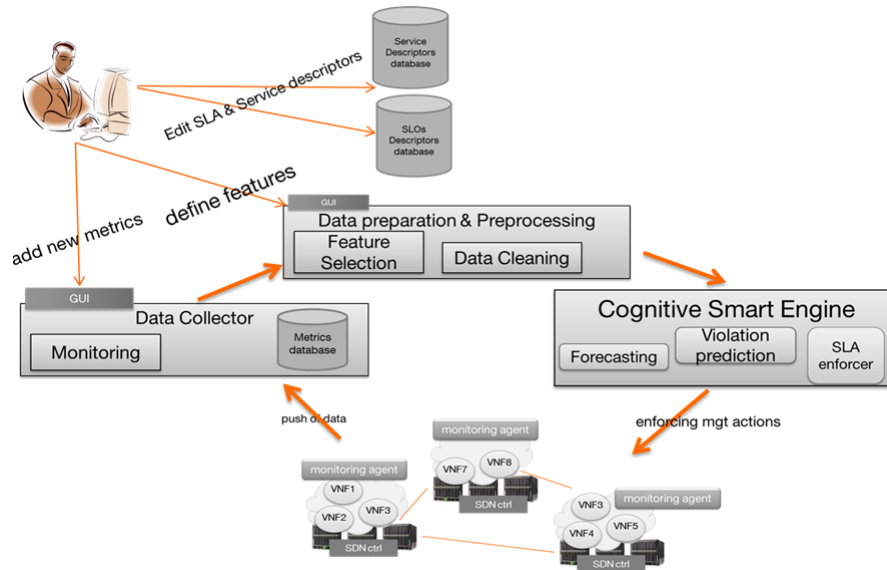 Service
Descriptors
database
Edit SLA & Service descriptors
SLOs
Descriptors
database
define features
add new metrics
GUI
Data preparation & Preprocessing
Feature
Selection
Data Cleaning
GUI
Data Collector
Monitoring
Metrics
database
Cognitive Smart Engine
Forecasting
Violation
prediction
SLA
enforcer
push of data
enforcing mgt actions
monitoring agent
VNF7
VNF8
SDN ctrl
monitoring agent
VNF1
VNF2
VNF3
SDN ctrl
monitoring agent
VNF3
VNF4
VNF5
SDN ctrl